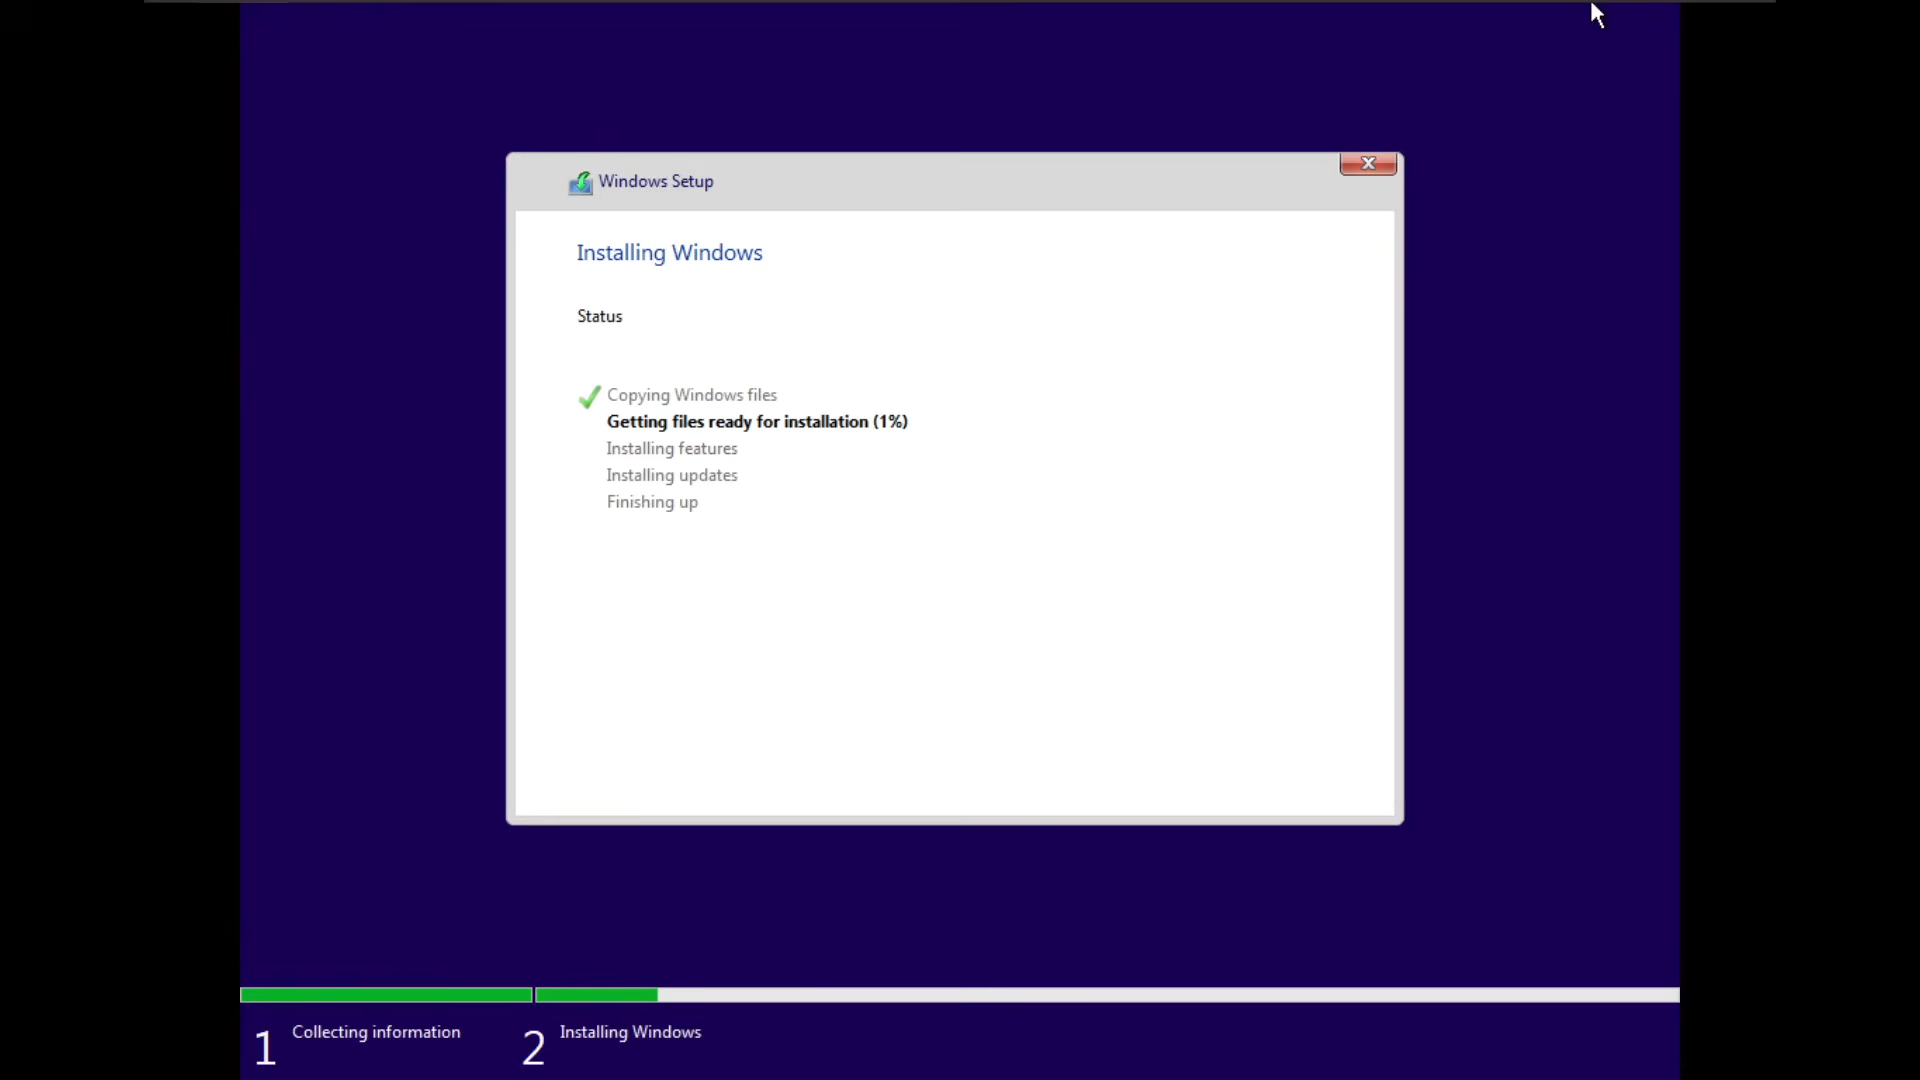 Windows Setup
Installing Windows
Status
Copying Windows files
Getting files ready for installation (1%)
Installing features
Installing updates
Finishing up
1 Collecting information
2 Installing Windows